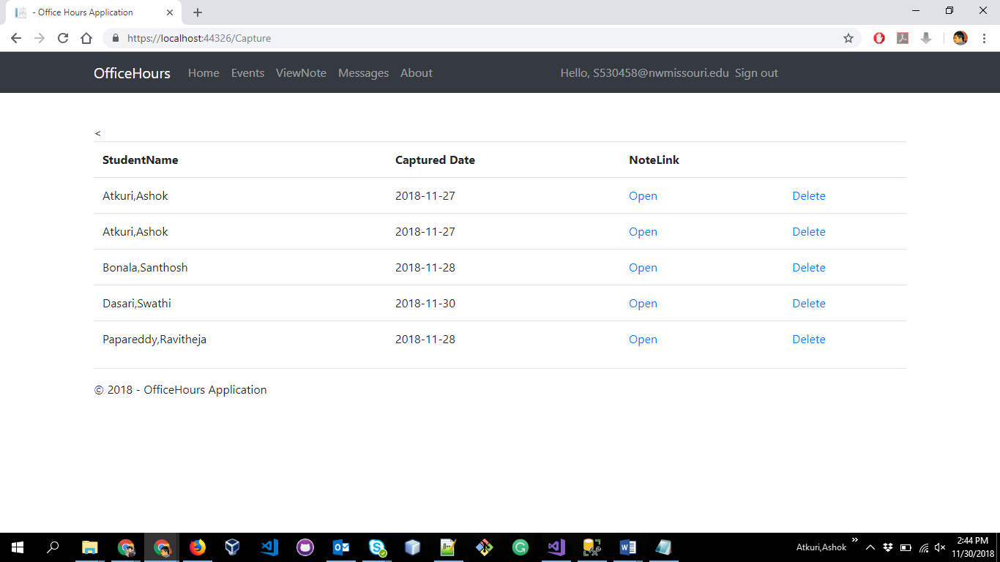 - Office Hours Application
https://localhost:44326/Capture
OfficeHours Home Events ViewNote Messages About Hello, S530458@nwmissouri.edu Sign out
<
StudentName Captured Date NoteLink
Atkuri,Ashok 2018-11-27 Open Delete
Atkuri,Ashok 2018-11-27 Open Delete
Bonala,Santhosh 2018-11-28 Open Delete
Dasari,Swathi 2018-11-30 Open Delete
Papareddy,Ravitheja 2018-11-28 Open Delete
© 2018 - OfficeHours Application
Atkuri,Ashok
2:44 PM
11/30/2018